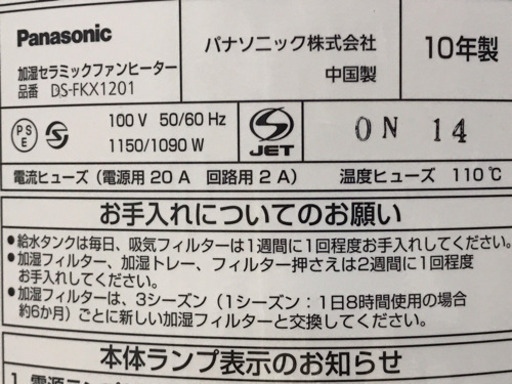 Panasonic
パナソニック株式会社
10年製
加湿セラミックファンヒーター
中国製
品番 DS-FKX1201
PS
E
S
100 V 50/60 Hz
1150/1090 W
S
JET
ON 14
電流ヒューズ（電源用 20 A 回路用 2 A） 温度ヒューズ 110℃
お手入れについてのお願い
●給水タンクは毎日、吸気フィルターは1週間に1回程度お手入れしてください。
●加湿フィルター、加湿トレー、フィルター押さえは2週間に1回程度
お手入れしてください。
●加湿フィルターは、3シーズン（1シーズン：1日8時間使用の場合
約6か月）ごとに新しい加湿フィルターと交換してください。
本体ランプ表示のお知らせ